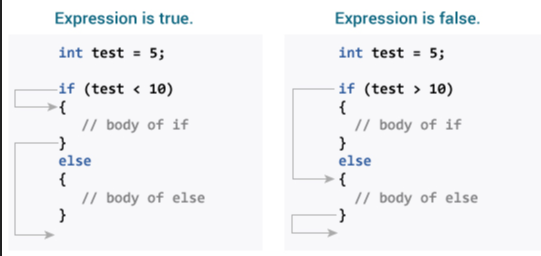 Expression is true.
int test = 5;
if (test < 10)
{
// body of if
}
else
{
// body of else
}
Expression is false.
int test = 5;
if (test > 10)
{
// body of if
}
else
{
// body of else
}